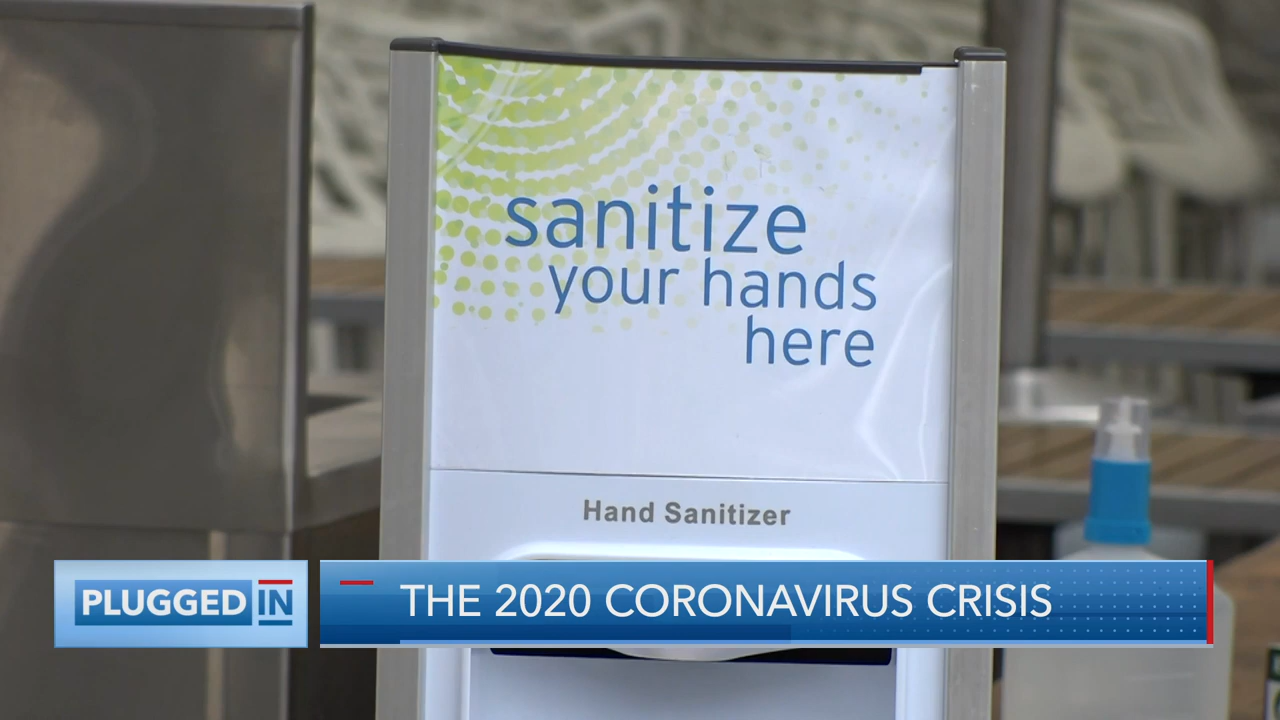 sanitize
your hands
here
Hand Sanitizer
PLUGGED IN
THE 2020 CORONAVIRUS CRISIS